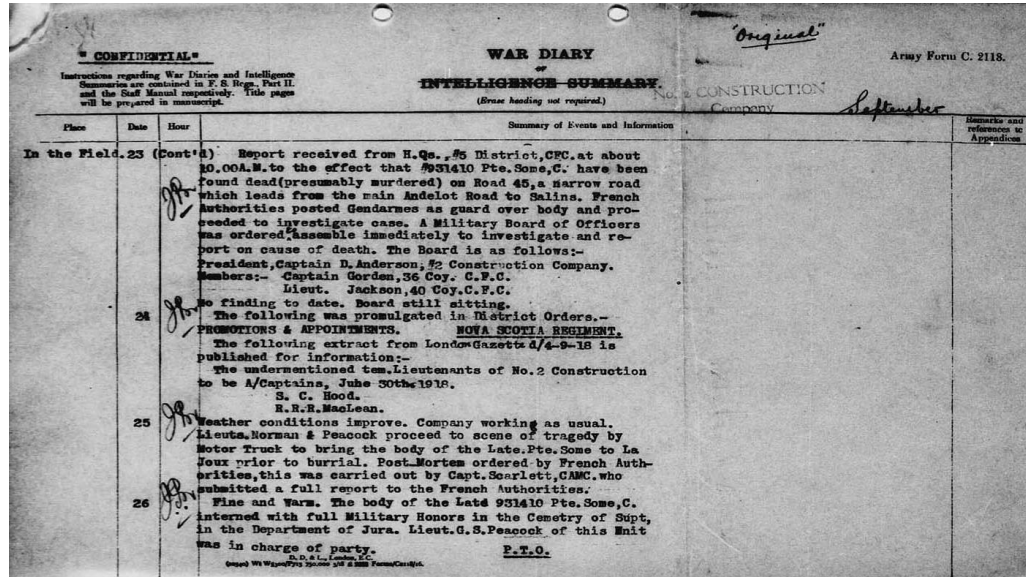 "Original"
"CONFIDENTIAL"
WAR DIARY
Army Form C. 2118.
Instructions regarding War Diaries and Intelligence
Summaries are contained in F. S. Regs., Part II.
and the Staff Manual respectively. Title pages
will be prepared in manuscript.
or
INTELLIGENCE SUMMARY.
(Erase heading not required.)
No. 2 CONSTRUCTION
Company
September
Place Date Hour Summary of Events and Information Remarks and
references to
Appendices
In the Field. 23 (Cont'd) Report received from H.Qs., #5 District,CFC.at about
10.00A.M.to the effect that #931410 Pte.Some,C. have been
found dead(presumably murdered) on Road 45,a narrow road
which leads from the main Andelot Road to Salins. French
Authorities posted Gendarmes as guard over body and pro-
ceeded to investigate case. A Military Board of Officers
was ordered to assemble immediately to investigate and re-
port on cause of death. The Board is as follows:-
President,Captain D.Anderson,#2 Construction Company.
Members:- Captain Gorden,36 Coy. C.F.C.
Lieut. Jackson,40 Coy.C.F.C.
No finding to date. Board still sitting.
24 The following was promulgated in District Orders.-
PROMOTIONS & APPOINTMENTS. NOVA SCOTIA REGIMENT.
The following extract from London Gazette d/4-9-18 is
published for information:-
The undermentioned tem.Lieutenants of No.2 Construction
to be A/Captains, June 30th.1918.
S. C. Hood.
R.R.R.MacLean.
25 Weather conditions improve. Company working as usual.
Lieuts.Norman & Peacock proceed to scene of tragedy by
Motor Truck to bring the body of the Late.Pte.Some to La
Joux prior to burrial. Post Mortem ordered by French Auth-
orities,this was carried out by Capt.Scarlett,CAMC.who
submitted a full report to the French Authorities.
26 Fine and Warm. The body of the Late 931410 Pte.Some,C.
interned with full Military Honors in the Cemetry of Supt,
in the Department of Jura. Lieut.G.S.Peacock of this Unit
was in charge of party. P.T.O.
D. D. & L., London, E.C.